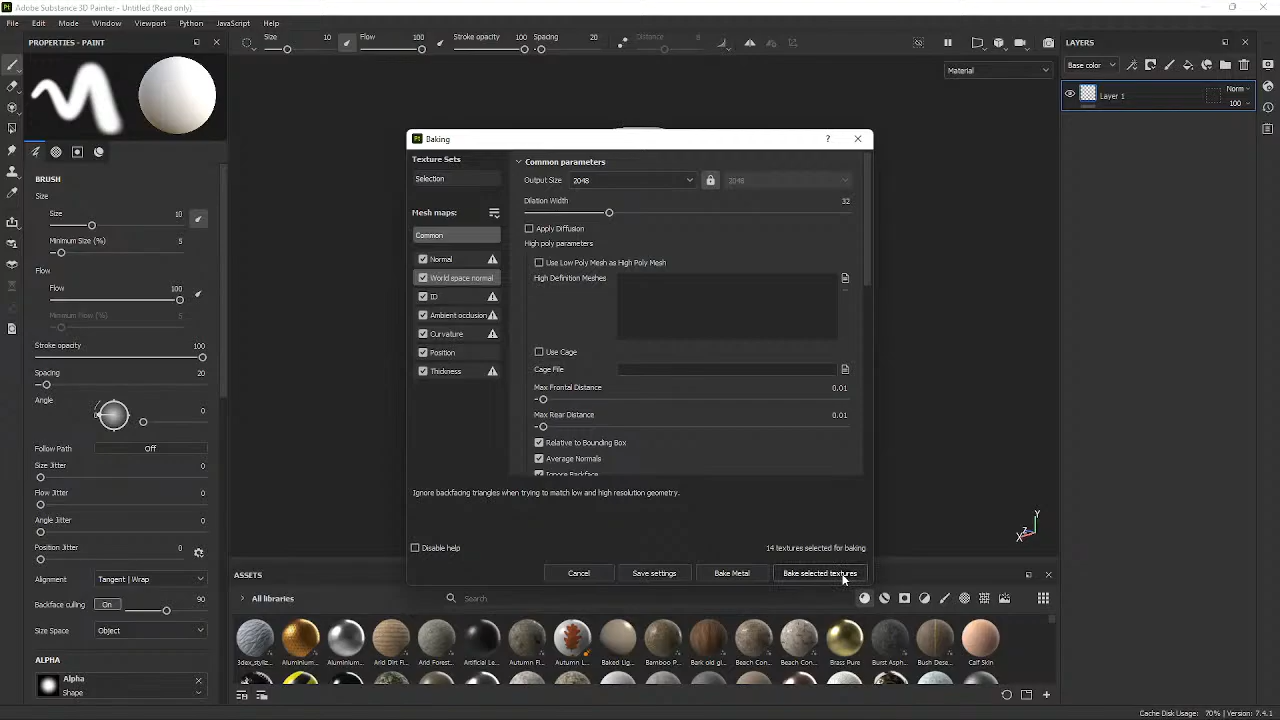 Adobe Substance 3D Painter - Untitled (Read only)
File Edit Mode Window Viewport Python JavaScript Help
Size 10 Flow 100 Stroke opacity 100 Spacing 20 Distance 8
PROPERTIES - PAINT
Material
LAYERS
Base color
Layer 1
Norm
100
BRUSH
Size
Size 10
Minimum Size (%) 5
Flow
Flow 100
Minimum Flow (%) 5
Stroke opacity 100
Spacing 20
Angle 0
Follow Path Off
Size Jitter 0
Flow Jitter 0
Angle Jitter 0
Position Jitter 0
Alignment Tangent | Wrap
Backface culling On 90
Size Space Object
ALPHA
Alpha
Shape
Baking
Texture Sets
Selection
Mesh maps:
Common
Normal
World space normal
ID
Ambient occlusion
Curvature
Position
Thickness
Common parameters
Output Size 2048 2048
Dilation Width 32
Apply Diffusion
High poly parameters
Use Low Poly Mesh as High Poly Mesh
High Definition Meshes
Use Cage
Cage File
Max Frontal Distance 0.01
Max Rear Distance 0.01
Relative to Bounding Box
Average Normals
Ignore Backface
Ignore backfacing triangles when trying to match low and high resolution geometry.
Disable help
14 textures selected for baking
Cancel Save settings Bake Metal Bake selected textures
Y
Z
X
ASSETS
All libraries
Search
3dex_styliz... Aluminium... Aluminium... Arid Dirt Fi... Arid Forest... Artificial Le... Autumn Fl... Autumn L... Baked Lig... Bamboo P... Bark old gi... Beach Con... Beach Con... Brass Pure Burst Asph... Bush Dese... Calf Skin
Cache Disk Usage: 70% | Version: 7.4.1